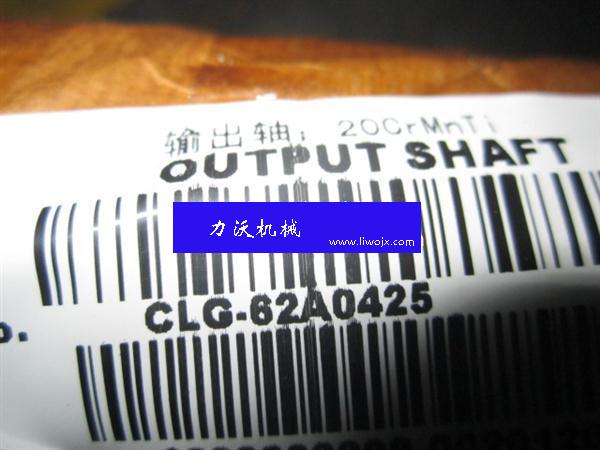 输出轴: 20CrMnTi
OUTPUT SHAFT
力沃机械
www.liwojx.com
CLG-62A0425
o.